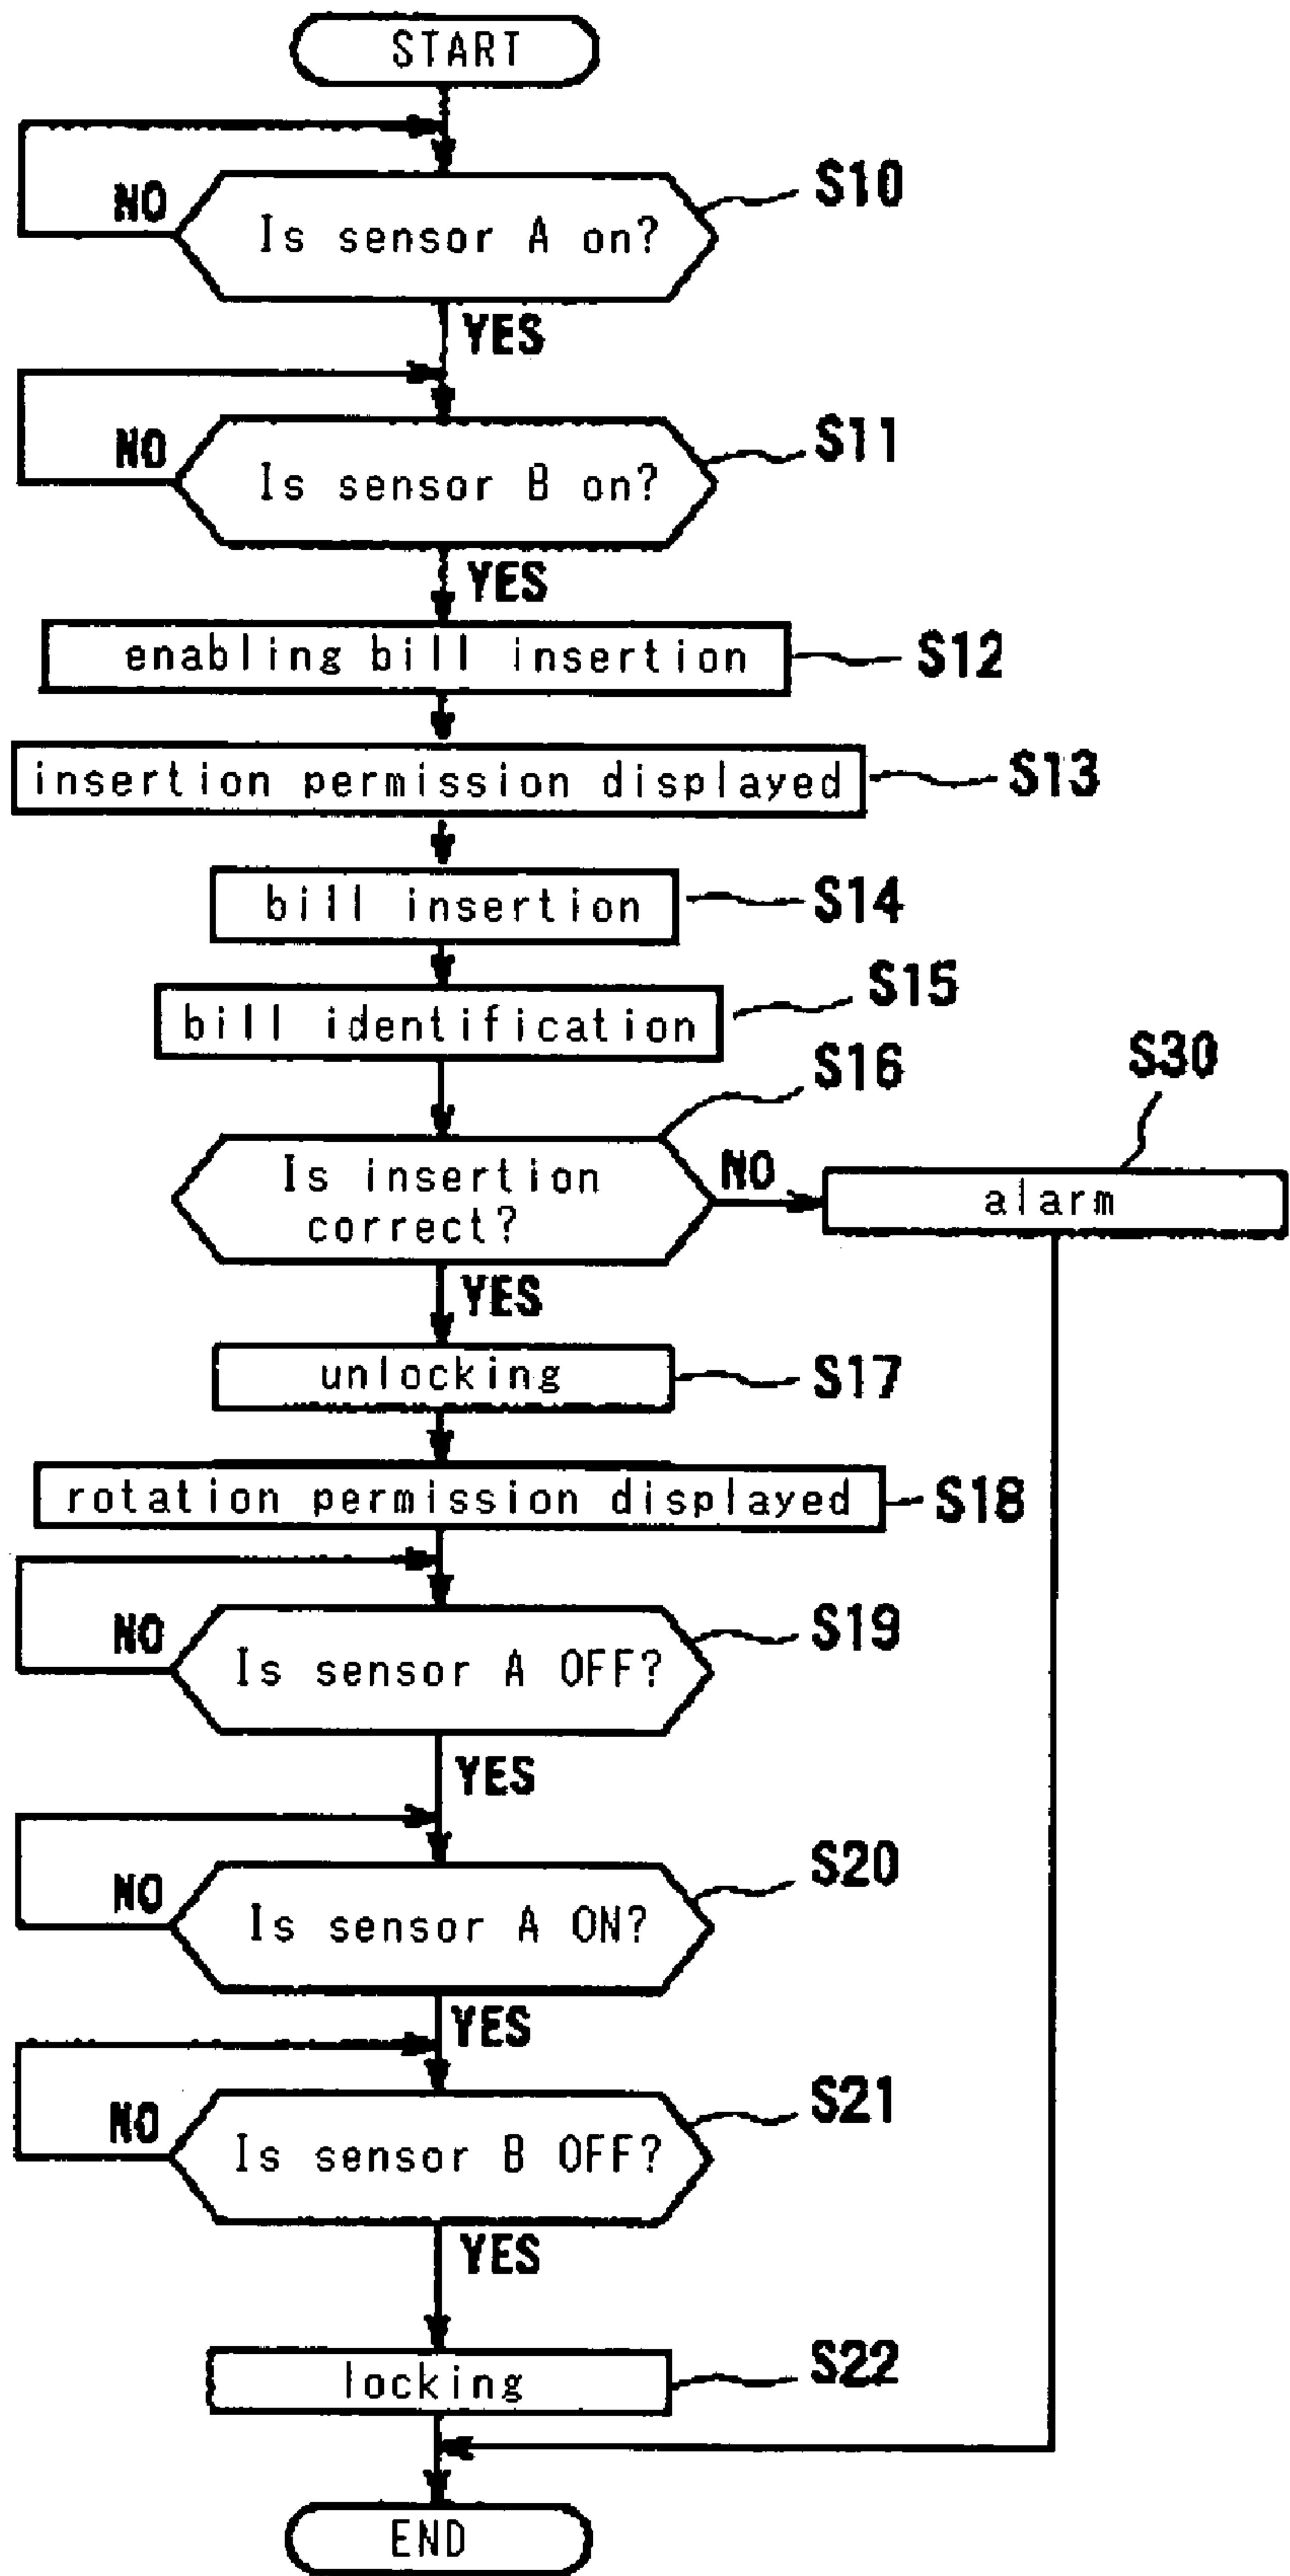 START
NO
S10
Is sensor A on?
YES
NO
S11
Is sensor B on?
YES
enabling bill insertion
S12
insertion permission displayed
S13
bill insertion
S14
S15
bill identification
S16
S30
Is insertion
correct?
NO
alarm
YES
unlocking
S17
rotation permission displayed
S18
NO
S19
Is sensor A OFF?
YES
NO
S20
Is sensor A ON?
YES
NO
S21
Is sensor B OFF?
YES
locking
S22
END